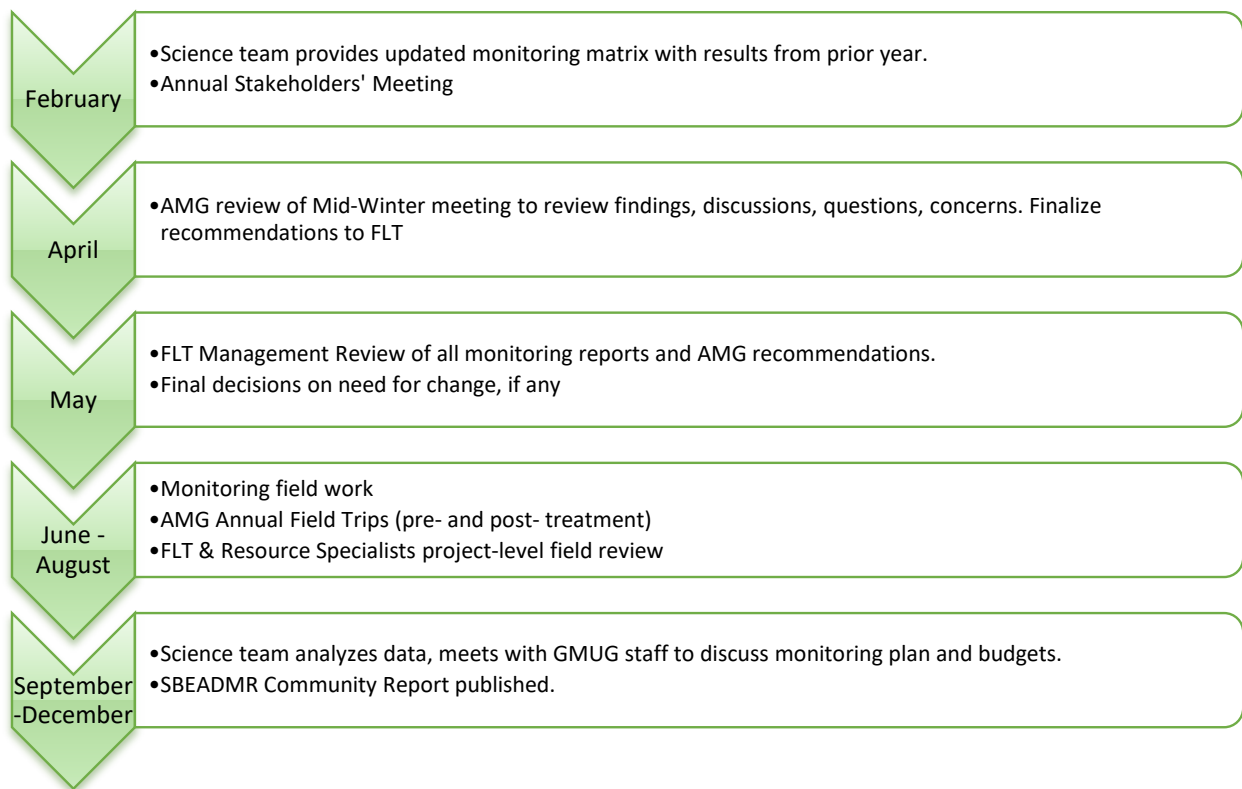 February
•Science team provides updated monitoring matrix with results from prior year.
•Annual Stakeholders' Meeting
April
•AMG review of Mid-Winter meeting to review findings, discussions, questions, concerns. Finalize
recommendations to FLT
May
•FLT Management Review of all monitoring reports and AMG recommendations.
•Final decisions on need for change, if any
June -
August
•Monitoring field work
•AMG Annual Field Trips (pre- and post- treatment)
•FLT & Resource Specialists project-level field review
September
-December
•Science team analyzes data, meets with GMUG staff to discuss monitoring plan and budgets.
•SBEADMR Community Report published.